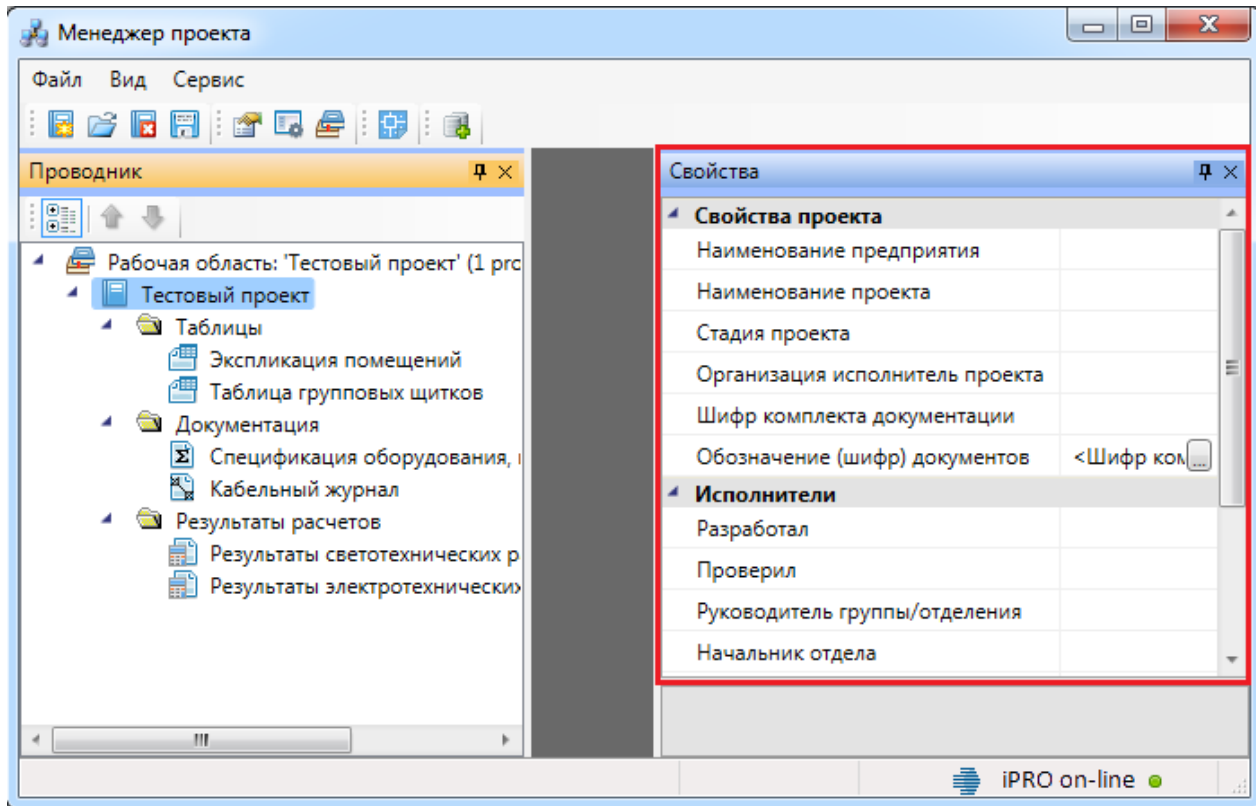 Менеджер проекта
Файл Вид Сервис
Проводник
Рабочая область: 'Тестовый проект' (1 prc
Тестовый проект
Таблицы
Экспликация помещений
Таблица групповых щитков
Документация
Спецификация оборудования,
Кабельный журнал
Результаты расчетов
Результаты светотехнических р
Результаты электротехнических
Свойства
Свойства проекта
Наименование предприятия
Наименование проекта
Стадия проекта
Организация исполнитель проекта
Шифр комплекта документации
Обозначение (шифр) документов <Шифр ком ...
Исполнители
Разработал
Проверил
Руководитель группы/отделения
Начальник отдела
iPRO on-line